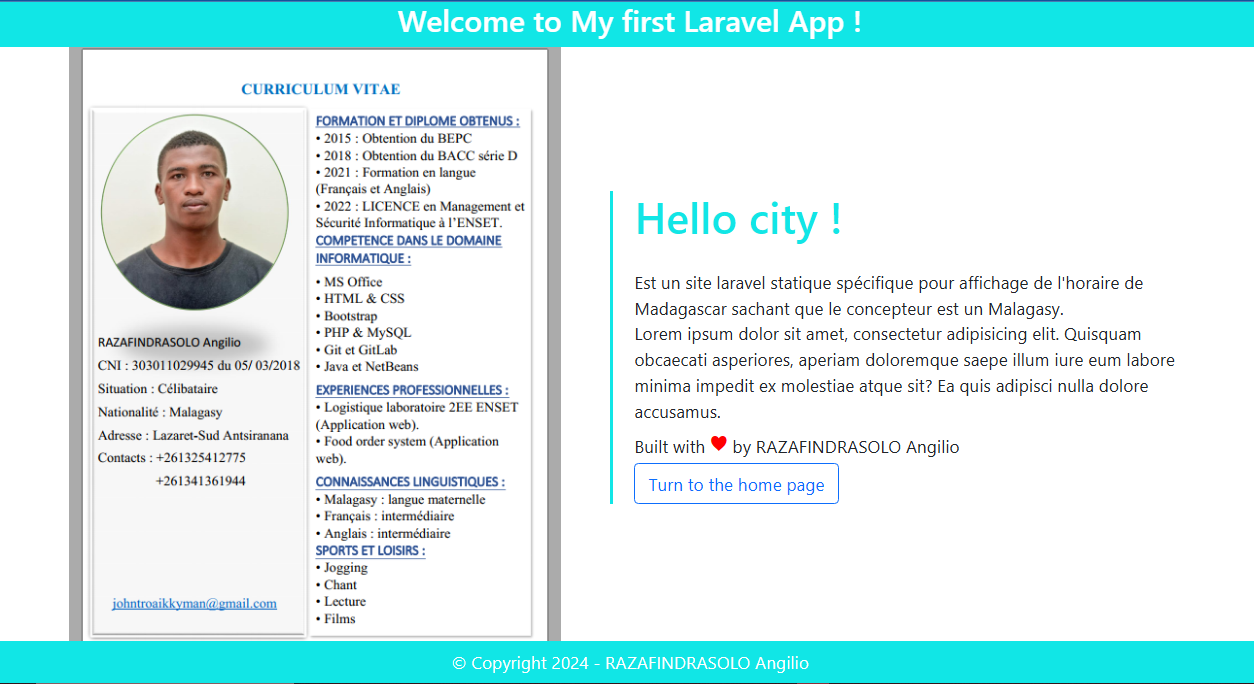 Welcome to My first Laravel App !
CURRICULUM VITAE
RAZAFINDRASOLO Angilio
CNI : 303011029945 du 05/ 03/2018
Situation : Célibataire
Nationalité : Malagasy
Adresse : Lazaret-Sud Antsiranana
Contacts : +261325412775
+261341361944
johntroaikkyman@gmail.com
FORMATION ET DIPLOME OBTENUS :
• 2015 : Obtention du BEPC
• 2018 : Obtention du BACC série D
• 2021 : Formation en langue
(Français et Anglais)
• 2022 : LICENCE en Management et
Sécurité Informatique à l’ENSET.
COMPETENCE DANS LE DOMAINE
INFORMATIQUE :
• MS Office
• HTML & CSS
• Bootstrap
• PHP & MySQL
• Git et GitLab
• Java et NetBeans
EXPERIENCES PROFESSIONNELLES :
• Logistique laboratoire 2EE ENSET
(Application web).
• Food order system (Application
web).
CONNAISSANCES LINGUISTIQUES :
• Malagasy : langue maternelle
• Français : intermédiaire
• Anglais : intermédiaire
SPORTS ET LOISIRS :
• Jogging
• Chant
• Lecture
• Films
Hello city !
Est un site laravel statique spécifique pour affichage de l'horaire de
Madagascar sachant que le concepteur est un Malagasy.
Lorem ipsum dolor sit amet, consectetur adipisicing elit. Quisquam
obcaecati asperiores, aperiam doloremque saepe illum iure eum labore
minima impedit ex molestiae atque sit? Ea quis adipisci nulla dolore
accusamus.
Built with ♥ by RAZAFINDRASOLO Angilio
Turn to the home page
© Copyright 2024 - RAZAFINDRASOLO Angilio